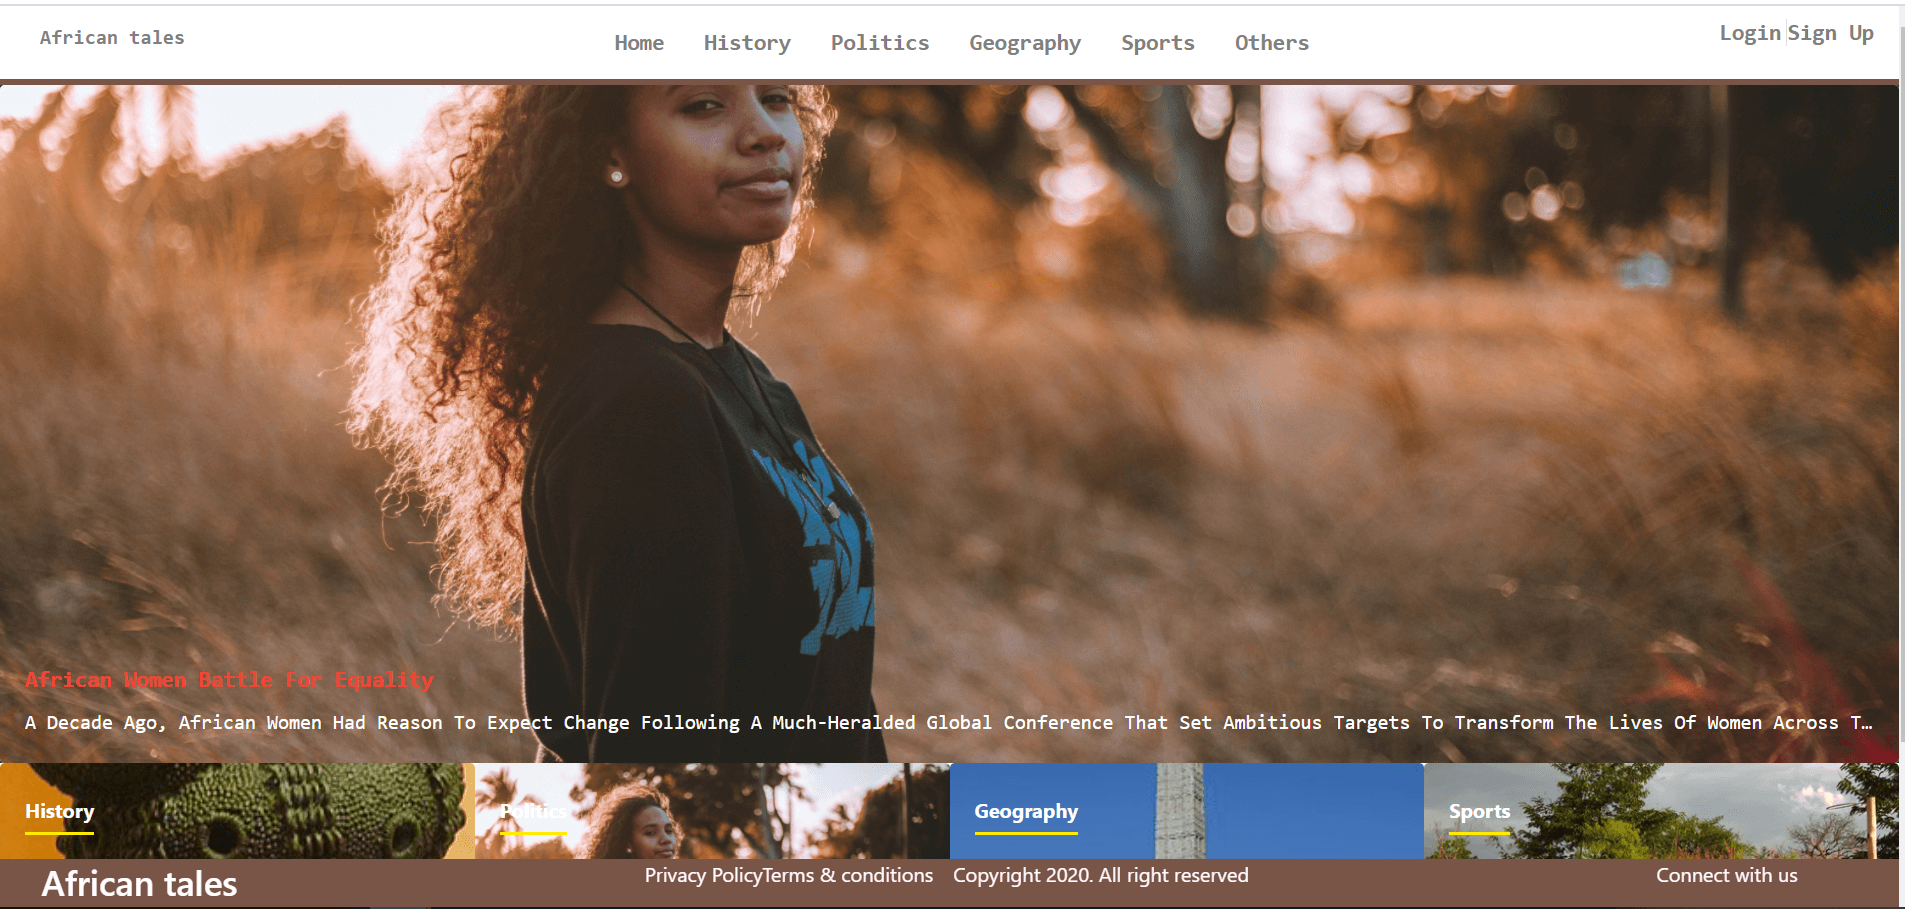 African tales
Home History Politics Geography Sports Others
Login Sign Up
African Women Battle For Equality
A Decade Ago, African Women Had Reason To Expect Change Following A Much-Heralded Global Conference That Set Ambitious Targets To Transform The Lives Of Women Across T...
History
Politics
Geography
Sports
African tales
Privacy PolicyTerms & conditions Copyright 2020. All right reserved
Connect with us